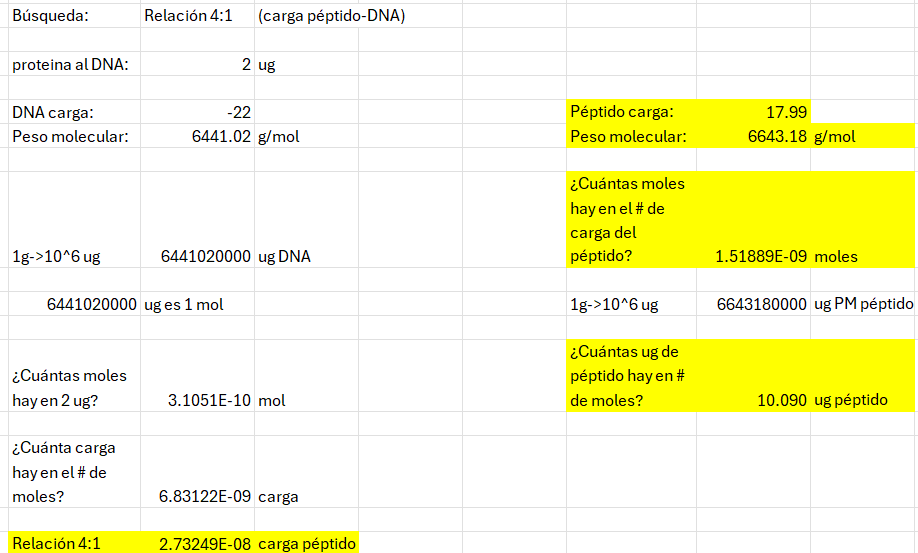 Búsqueda: Relación 4:1 (carga péptido-DNA)
proteina al DNA: 2 ug
DNA carga: -22
Peso molecular: 6441.02 g/mol
1g->10^6 ug 6441020000 ug DNA
6441020000 ug es 1 mol
¿Cuántas moles
hay en 2 ug? 3.1051E-10 mol
¿Cuánta carga
hay en el # de
moles? 6.83122E-09 carga
Relación 4:1 2.73249E-08 carga péptido
Péptido carga: 17.99
Peso molecular: 6643.18 g/mol
¿Cuántas moles
hay en el # de
carga del
péptido? 1.51889E-09 moles
1g->10^6 ug 6643180000 ug PM péptido
¿Cuántas ug de
péptido hay en #
de moles? 10.090 ug péptido